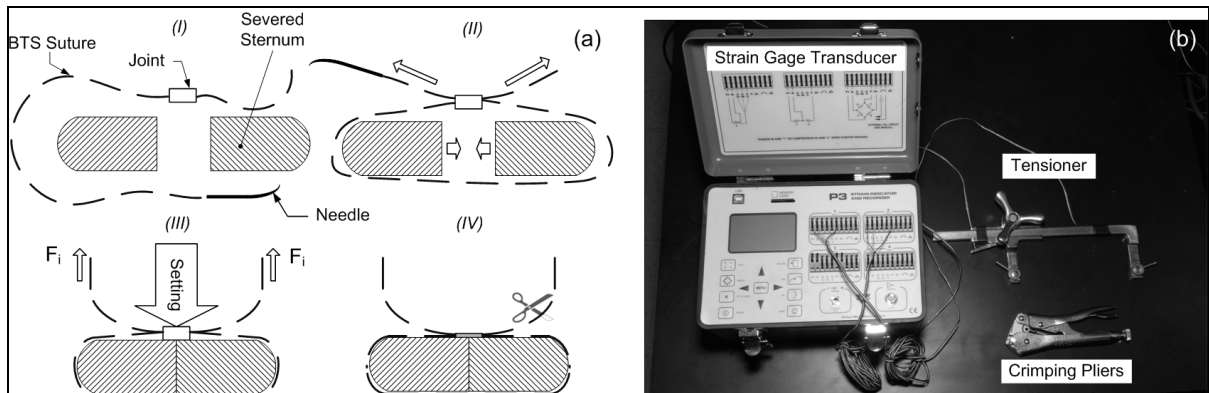 (I)
Severed
Sternum
BTS Suture
Joint
Needle
(II)
(a)
(III)
Fi
Setting
Fi
(IV)
(b)
Strain Gage Transducer
P3 STRAIN INDICATOR
AND RECORDER
MENU
Tensioner
Crimping Pliers